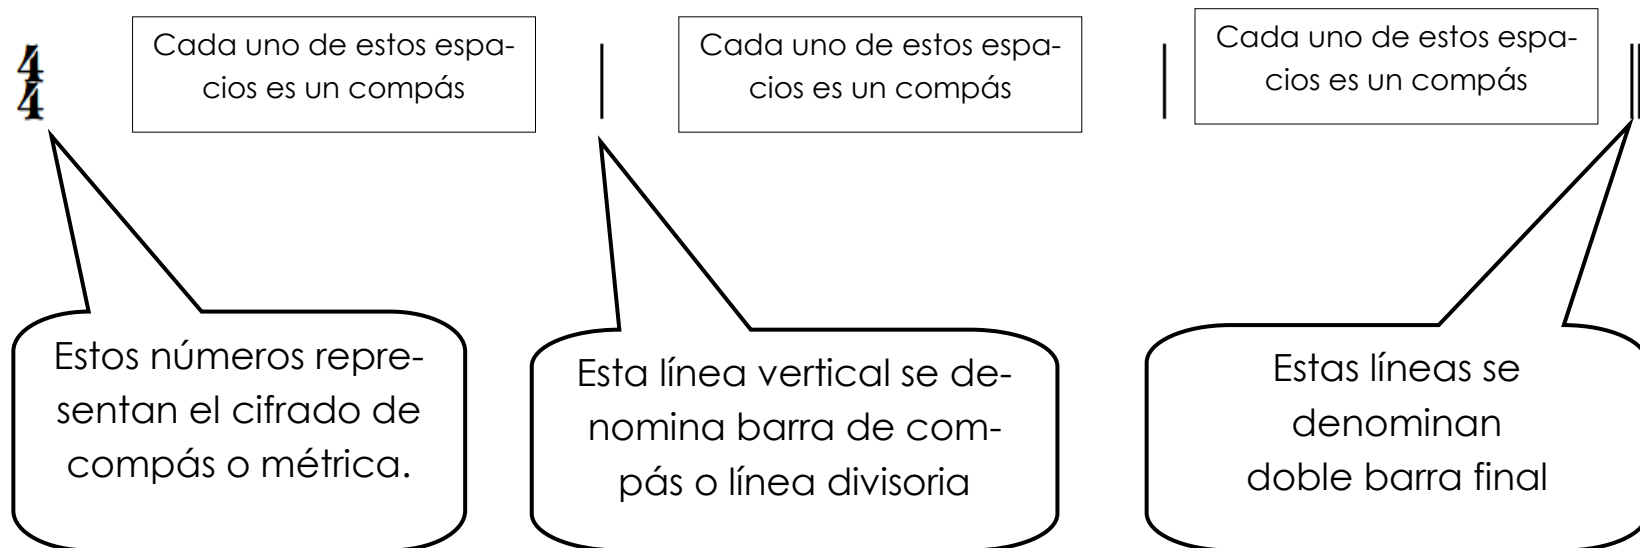 4
4
Cada uno de estos espa-
cios es un compás
Cada uno de estos espa-
cios es un compás
Cada uno de estos espa-
cios es un compás
Estos números repre-
sentan el cifrado de
compás o métrica.
Esta línea vertical se de-
nomina barra de com-
pás o línea divisoria
Estas líneas se
denominan
doble barra final